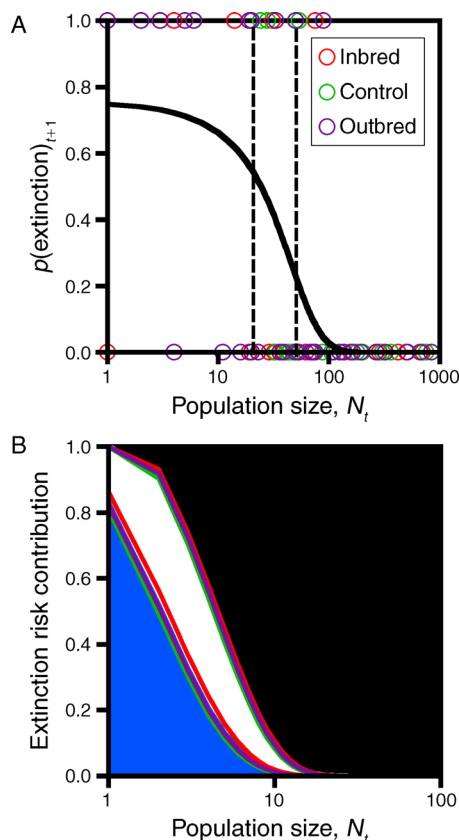 A
1.0
0.8
0.6
0.4
0.2
0.0
p(extinction)t+1
Inbred
Control
Outbred
1 10 100 1000
Population size, Nt
B
1.0
0.8
0.6
0.4
0.2
0.0
Extinction risk contribution
1 10 100
Population size, Nt